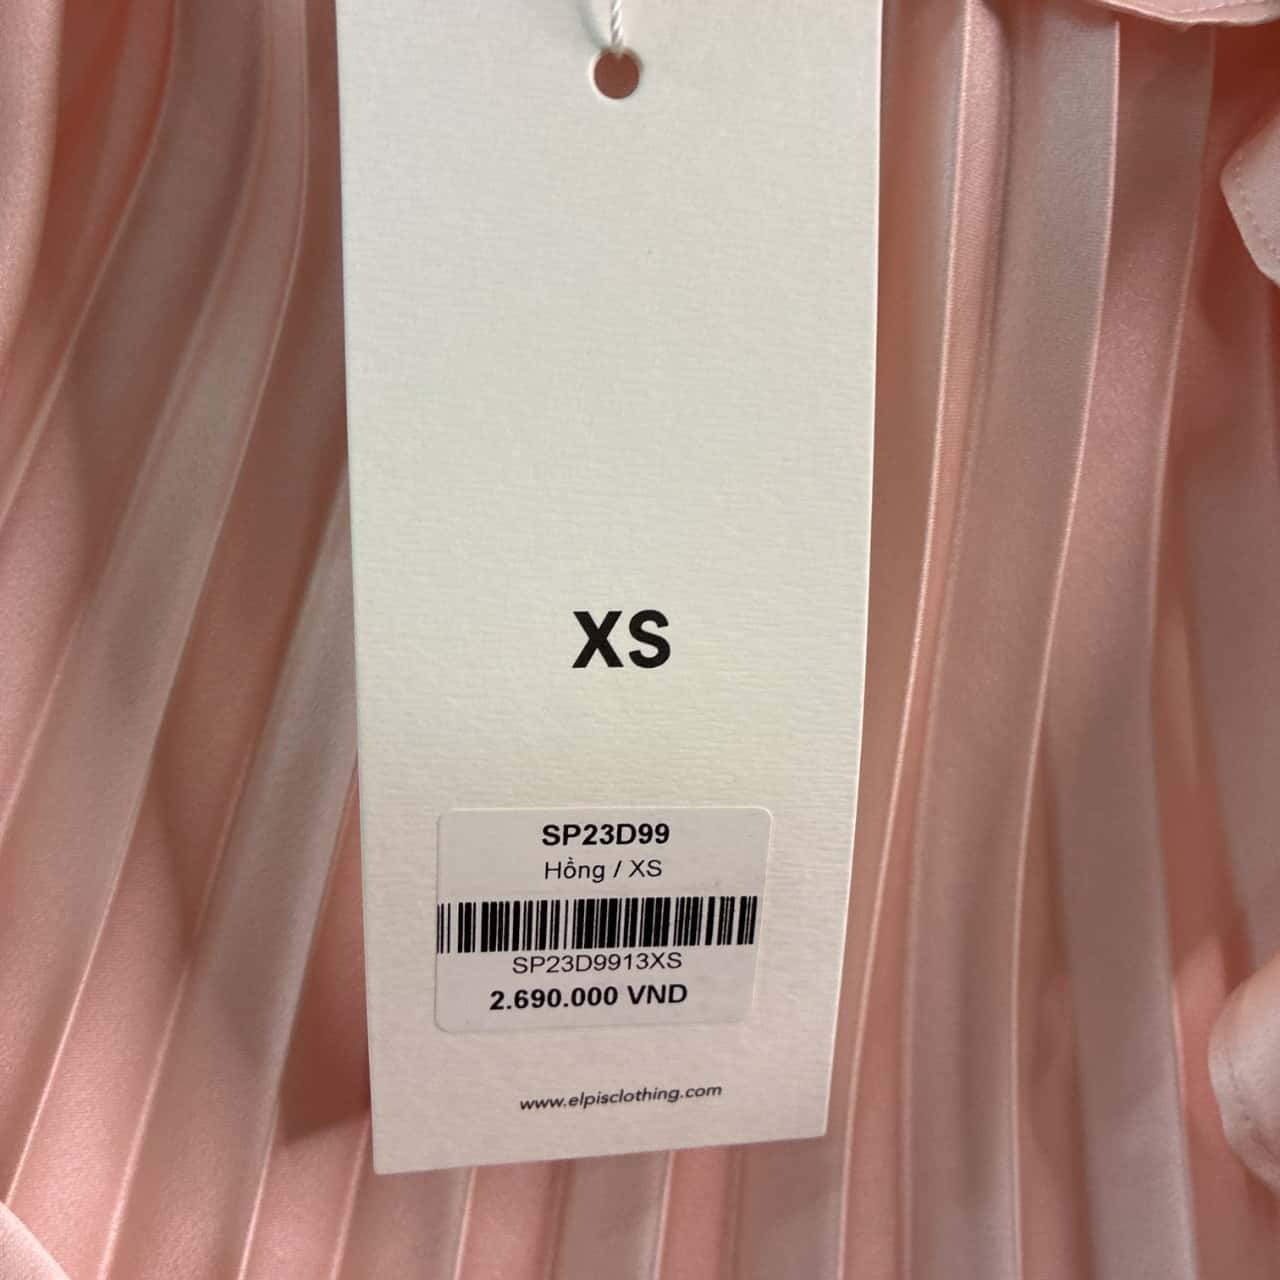 XS
SP23D99
Hồng / XS
SP23D9913XS
2.690.000 VND
www.elpisclothing.com